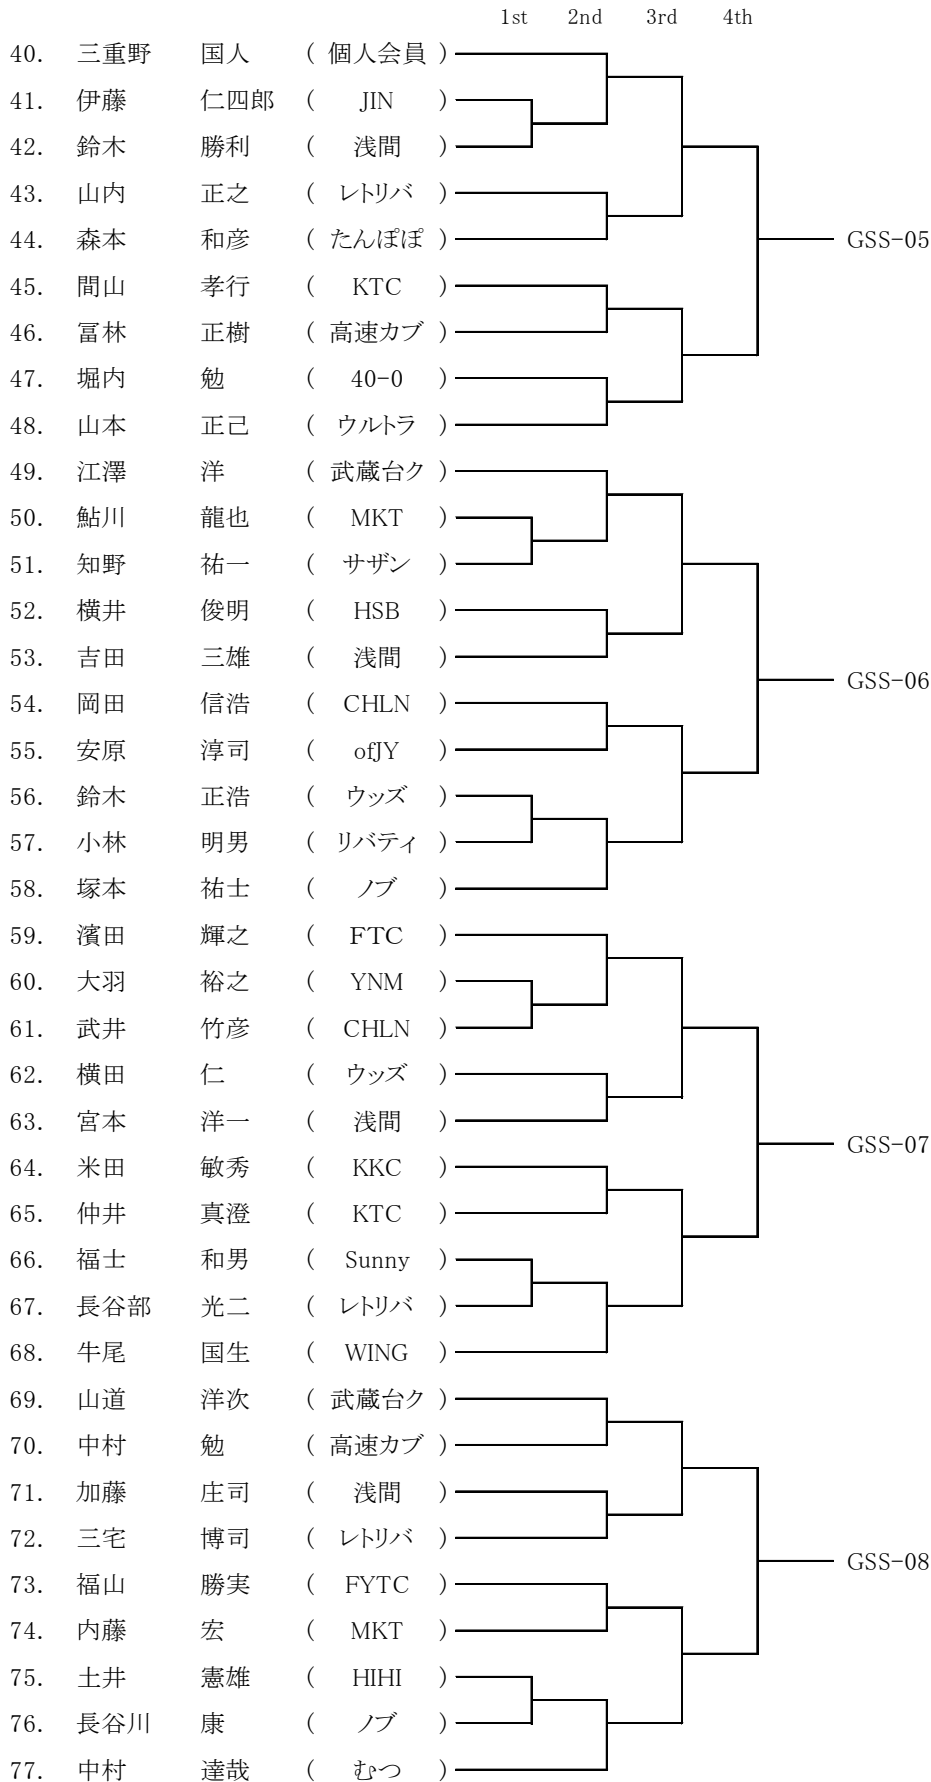 1st 2nd 3rd 4th
40. 三重野 国人 ( 個人会員 )
41. 伊藤 仁四郎 ( JIN )
42. 鈴木 勝利 ( 浅間 )
43. 山内 正之 ( レトリバ )
44. 森本 和彦 ( たんぽぽ ) GSS-05
45. 間山 孝行 ( KTC )
46. 冨林 正樹 ( 高速カブ )
47. 堀内 勉 ( 40-0 )
48. 山本 正己 ( ウルトラ )
49. 江澤 洋 ( 武蔵台ク )
50. 鮎川 龍也 ( MKT )
51. 知野 祐一 ( サザン )
52. 横井 俊明 ( HSB )
53. 吉田 三雄 ( 浅間 )
GSS-06
54. 岡田 信浩 ( CHLN )
55. 安原 淳司 ( ofJY )
56. 鈴木 正浩 ( ウッズ )
57. 小林 明男 ( リバティ )
58. 塚本 祐士 ( ノブ )
59. 濱田 輝之 ( FTC )
60. 大羽 裕之 ( YNM )
61. 武井 竹彦 ( CHLN )
62. 横田 仁 ( ウッズ )
63. 宮本 洋一 ( 浅間 )
GSS-07
64. 米田 敏秀 ( KKC )
65. 仲井 真澄 ( KTC )
66. 福士 和男 ( Sunny )
67. 長谷部 光二 ( レトリバ )
68. 牛尾 国生 ( WING )
69. 山道 洋次 ( 武蔵台ク )
70. 中村 勉 ( 高速カブ )
71. 加藤 庄司 ( 浅間 )
72. 三宅 博司 ( レトリバ )
GSS-08
73. 福山 勝実 ( FYTC )
74. 内藤 宏 ( MKT )
75. 土井 憲雄 ( HIHI )
76. 長谷川 康 ( ノブ )
77. 中村 達哉 ( むつ )